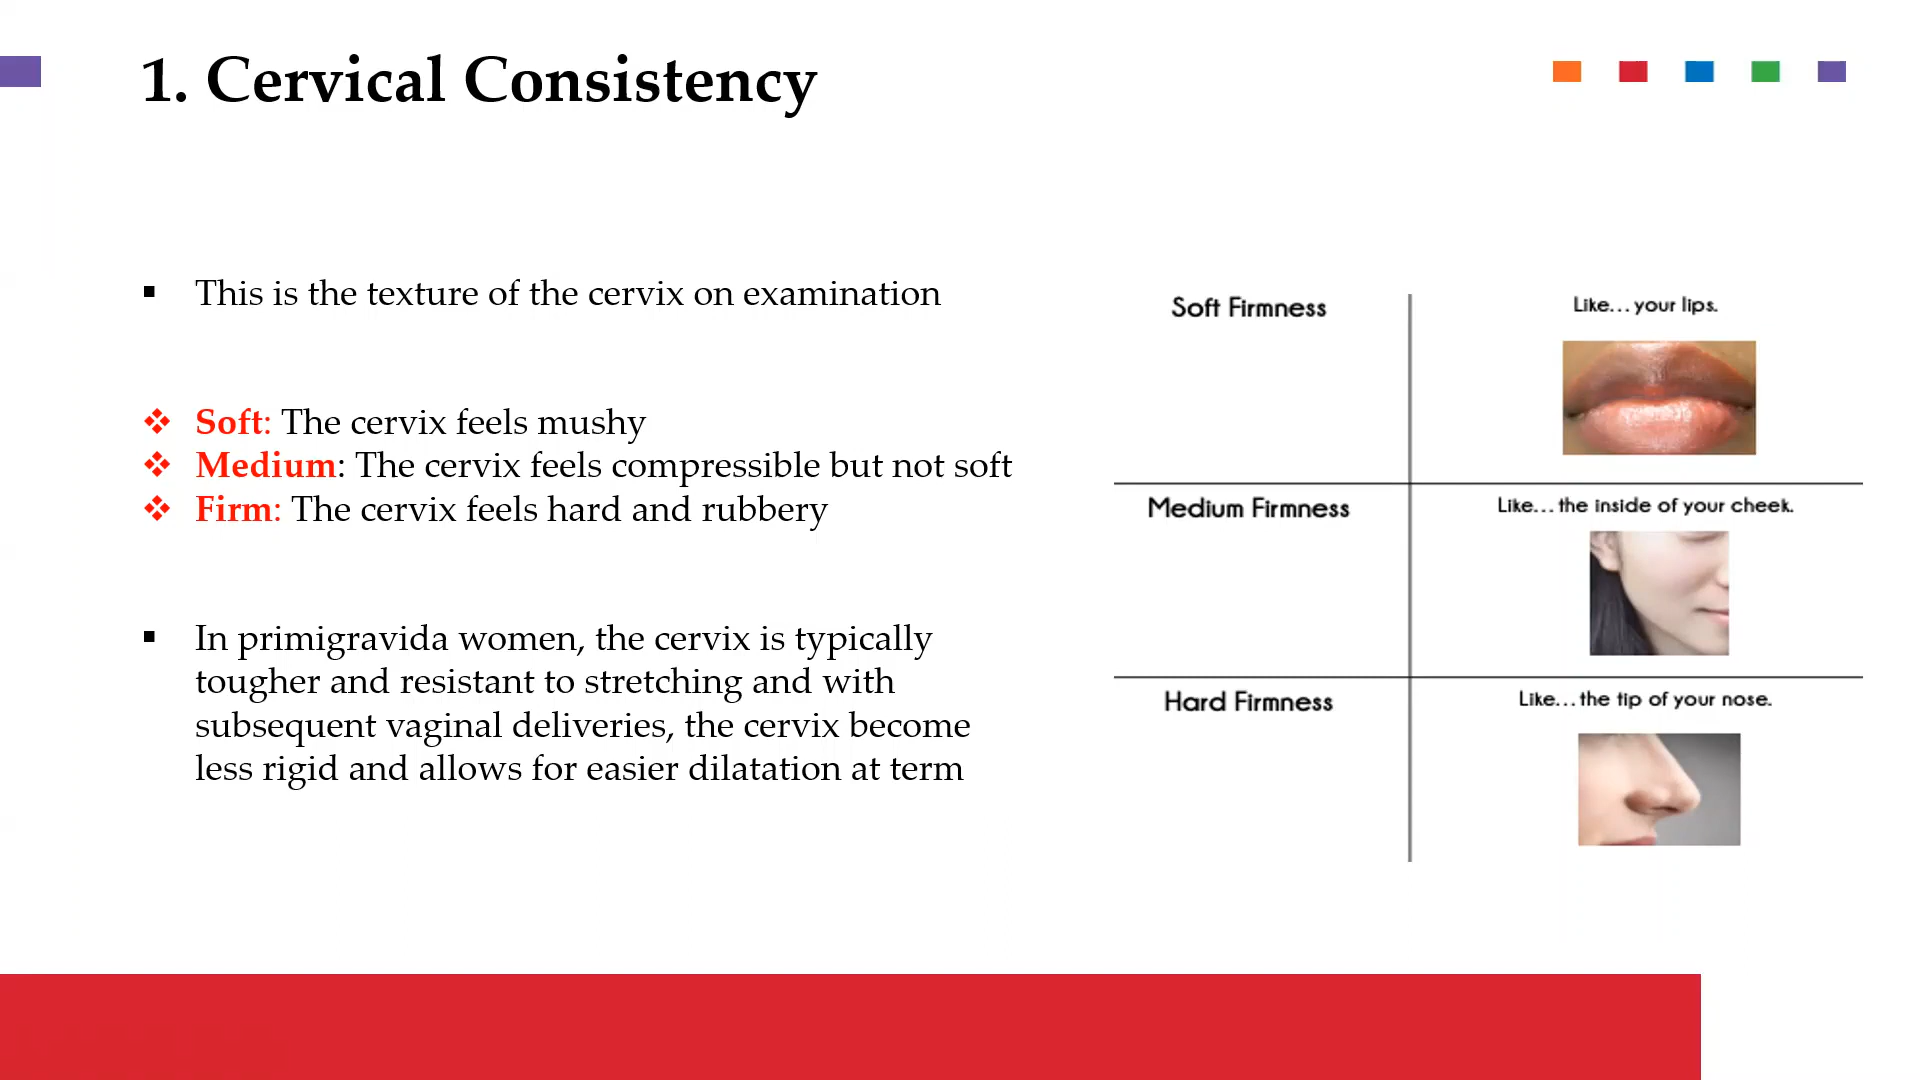 1. Cervical Consistency
This is the texture of the cervix on examination
Soft: The cervix feels mushy
Medium: The cervix feels compressible but not soft
Firm: The cervix feels hard and rubbery
In primigravida women, the cervix is typically
tougher and resistant to stretching and with
subsequent vaginal deliveries, the cervix become
less rigid and allows for easier dilatation at term
Soft Firmness
Like... your lips.
Medium Firmness
Like... the inside of your cheek.
Hard Firmness
Like... the tip of your nose.